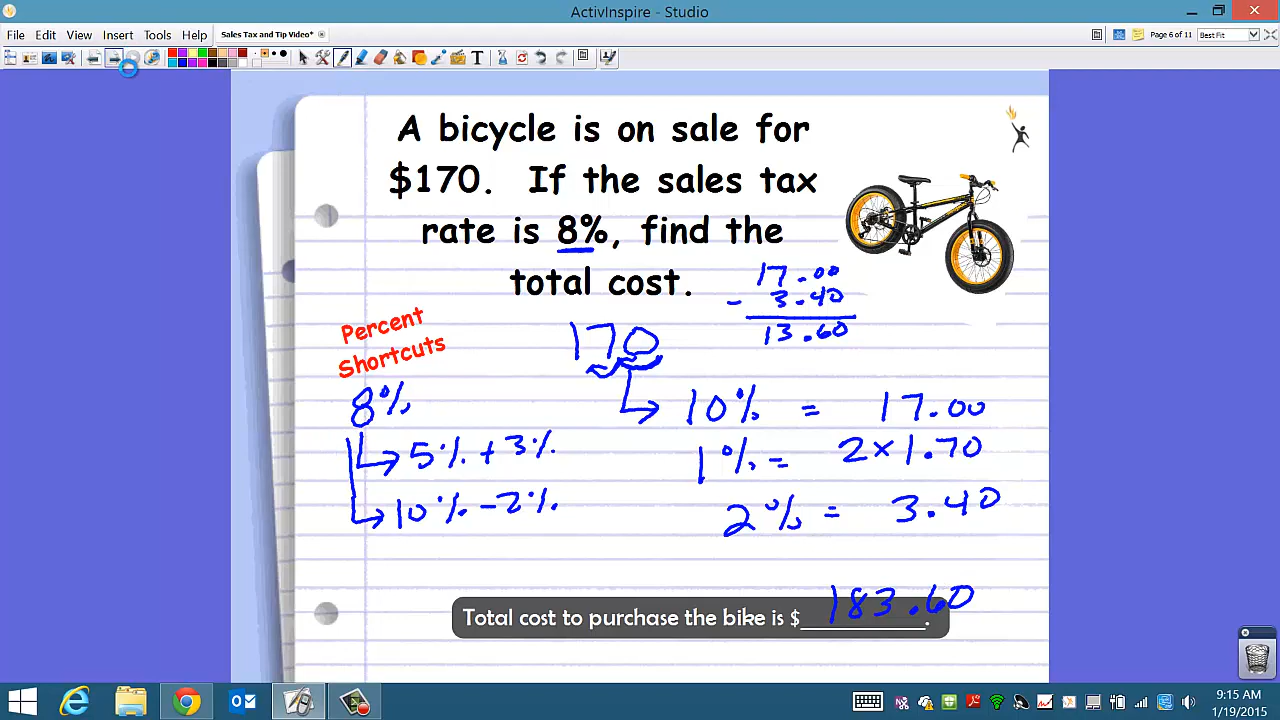 ActivInspire - Studio
File Edit View Insert Tools Help
Sales Tax and Tip Video*
Page 6 of 11
Best Fit
A bicycle is on sale for
$170. If the sales tax
rate is 8%, find the
total cost.
17.00
- 3.40
13.60
Percent
Shortcuts
170
8%
10% = 17.00
5% + 3%
1% = 2×1.70
10% - 2%
2% = 3.40
Total cost to purchase the bike is $ 183.60.
9:15 AM
1/19/2015